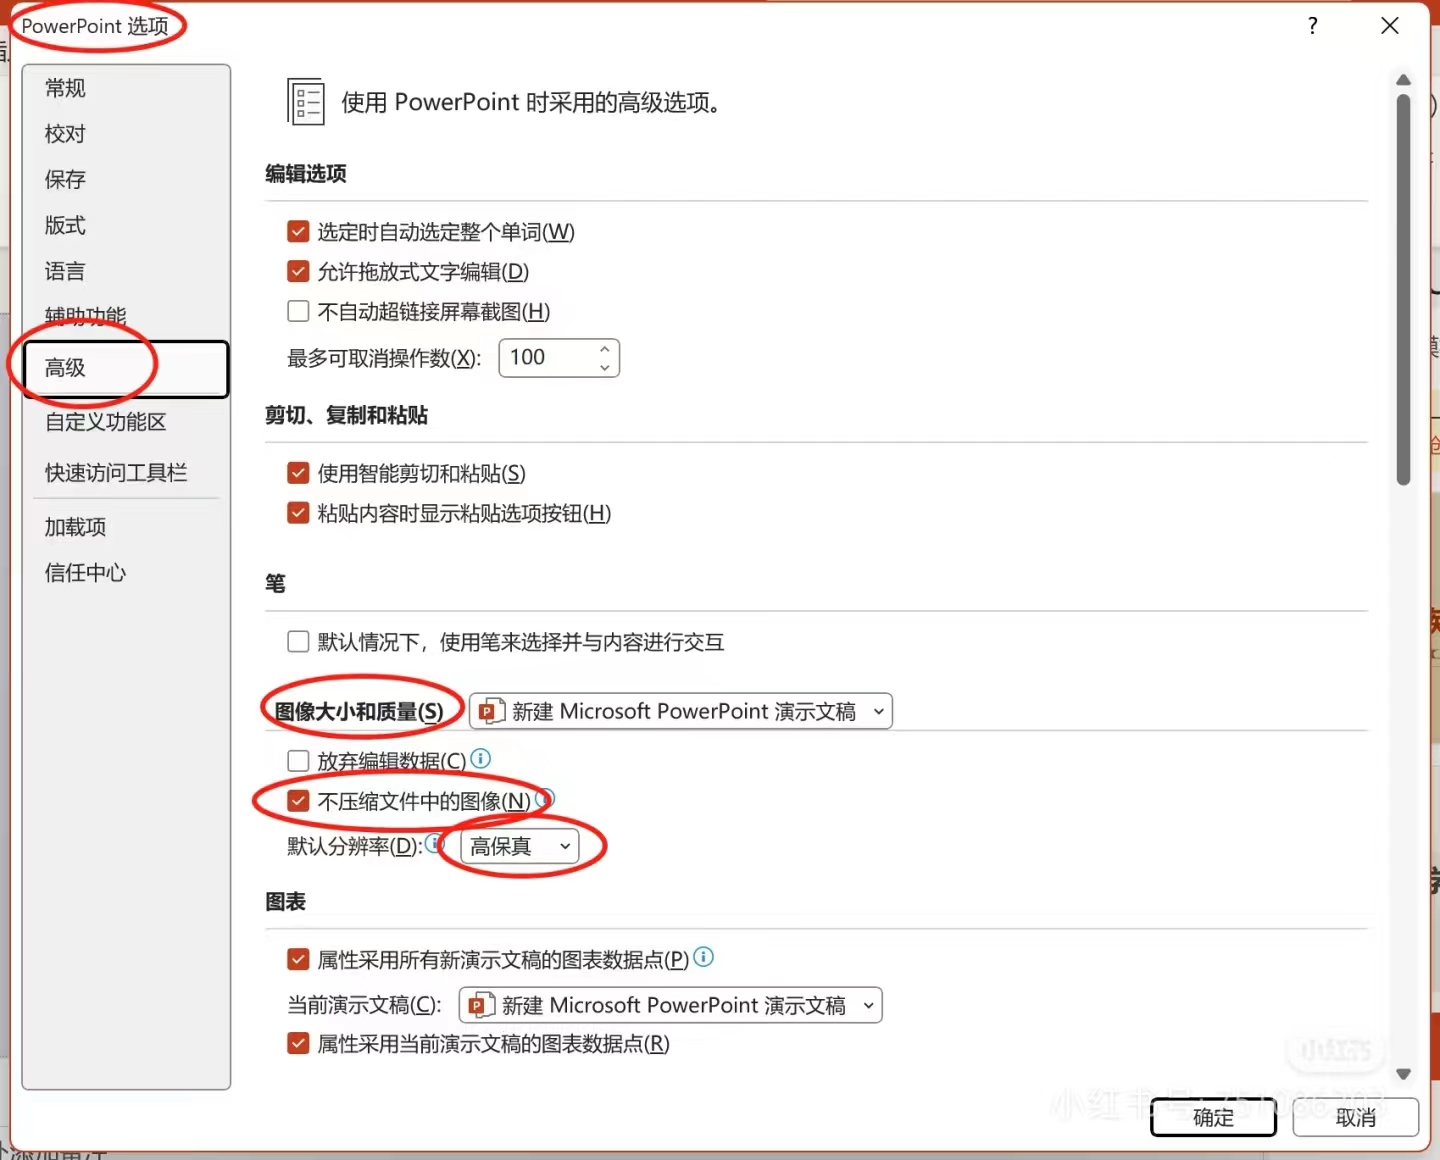 PowerPoint 选项
常规
校对
保存
版式
语言
辅助功能
高级
自定义功能区
快速访问工具栏
加载项
信任中心
使用 PowerPoint 时采用的高级选项。
编辑选项
选定时自动选定整个单词(W)
允许拖放式文字编辑(D)
不自动超链接屏幕截图(H)
最多可取消操作数(X): 100
剪切、复制和粘贴
使用智能剪切和粘贴(S)
粘贴内容时显示粘贴选项按钮(H)
笔
默认情况下，使用笔来选择并与内容进行交互
图像大小和质量(S) 新建 Microsoft PowerPoint 演示文稿
放弃编辑数据(C)
不压缩文件中的图像(N)
默认分辨率(D): 高保真
图表
属性采用所有新演示文稿的图表数据点(P)
当前演示文稿(C): 新建 Microsoft PowerPoint 演示文稿
属性采用当前演示文稿的图表数据点(R)
小红书
小红书号:
确定
取消